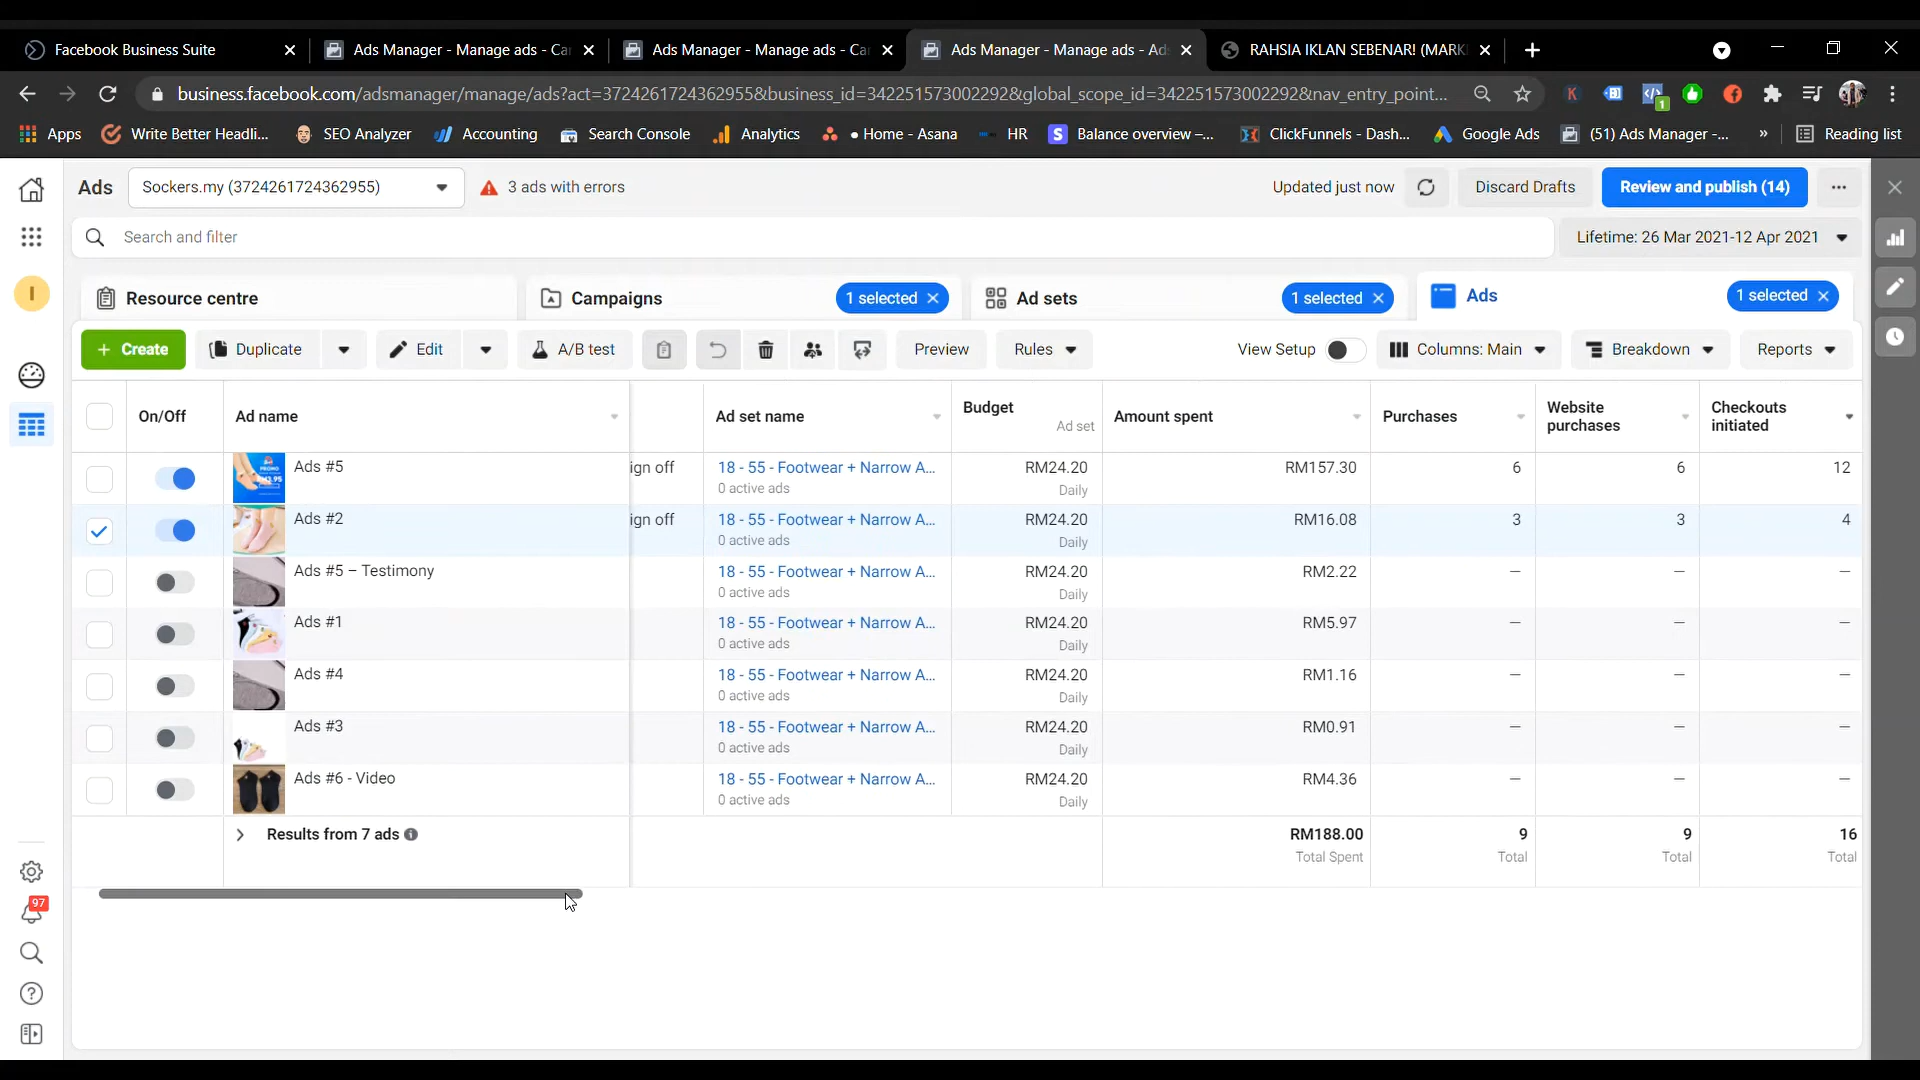 Facebook Business Suite
Ads Manager - Manage ads - Ca
Ads Manager - Manage ads - Ca
Ads Manager - Manage ads - Ads
RAHSIA IKLAN SEBENAR! (MARK
business.facebook.com/adsmanager/manage/ads?act=3724261724362955&business_id=342251573002292&global_scope_id=342251573002292&nav_entry_point...
K
1
Apps
Write Better Headli...
SEO Analyzer
Accounting
Search Console
Analytics
• Home - Asana
HR
S Balance overview –...
ClickFunnels - Dash...
Google Ads
(51) Ads Manager -...
»
Reading list
Ads
Sockers.my (3724261724362955)
3 ads with errors
Updated just now
Discard Drafts
Review and publish (14)
Search and filter
Lifetime: 26 Mar 2021-12 Apr 2021
I
Resource centre
Campaigns
1 selected
Ad sets
1 selected
Ads
1 selected
+ Create
Duplicate
Edit
A/B test
Preview
Rules
View Setup
Columns: Main
Breakdown
Reports
On/Off
Ad name
Ad set name
Budget
Ad set
Amount spent
Purchases
Website purchases
Checkouts initiated
Ads #5
ign off
18 - 55 - Footwear + Narrow A...
0 active ads
RM24.20
Daily
RM157.30
6
6
12
Ads #2
ign off
18 - 55 - Footwear + Narrow A...
0 active ads
RM24.20
Daily
RM16.08
3
3
4
Ads #5 – Testimony
18 - 55 - Footwear + Narrow A...
0 active ads
RM24.20
Daily
RM2.22
—
—
—
Ads #1
18 - 55 - Footwear + Narrow A...
0 active ads
RM24.20
Daily
RM5.97
—
—
—
Ads #4
18 - 55 - Footwear + Narrow A...
0 active ads
RM24.20
Daily
RM1.16
—
—
—
Ads #3
18 - 55 - Footwear + Narrow A...
0 active ads
RM24.20
Daily
RM0.91
—
—
—
Ads #6 - Video
18 - 55 - Footwear + Narrow A...
0 active ads
RM24.20
Daily
RM4.36
—
—
—
Results from 7 ads
RM188.00
Total Spent
9
Total
9
Total
16
Total
97